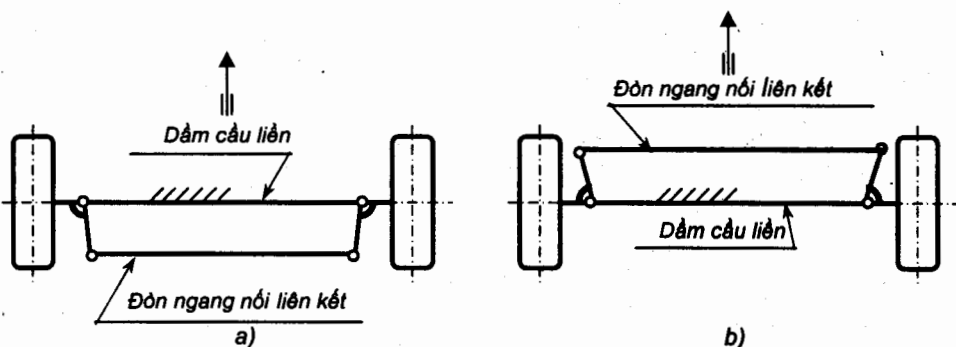 Dầm cầu liền
Đòn ngang nối liên kết
a)
Đòn ngang nối liên kết
Dầm cầu liền
b)